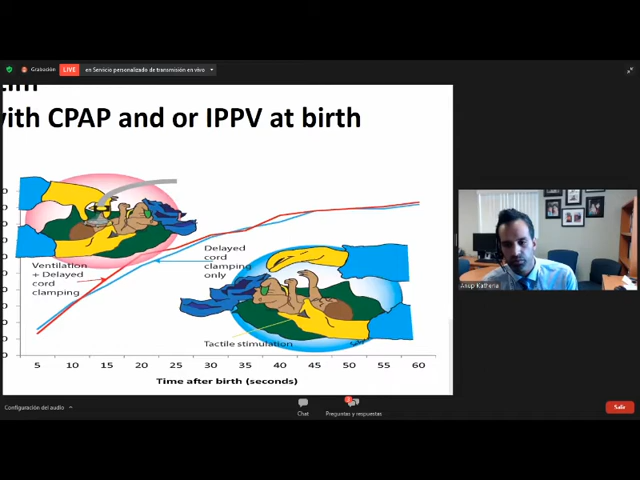 Grabación
LIVE
en Servicio personalizado de transmisión en vivo
with CPAP and or IPPV at birth
Delayed
cord
clamping
only
Ventilation
+ Delayed
cord
clamping
Tactile stimulation
5 10 15 20 25 30 35 40 45 50 55 60
Time after birth (seconds)
Anup Katheria
Configuración del audio
Chat
Preguntas y respuestas
Salir